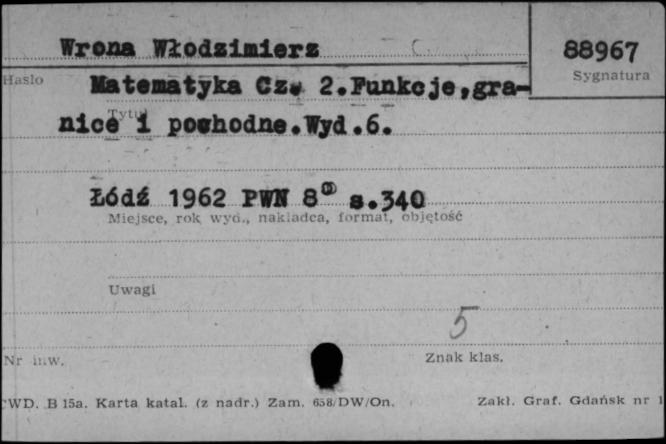 Wrona Włodzimierz
88967
Sygnatura
Hasło
Matematyka Cz. 2.Funkcje,gra-
Tytuł
nice i pochodne.Wyd.6.
Łódź 1962 PWN 8⁰ s.340
Miejsce, rok wyd., nakładca, format, objętość
Uwagi
5
Nr inw.
Znak klas.
WD. B 15a. Karta katal. (z nadr.) Zam. 658/DW/On.
Zakł. Graf. Gdańsk nr 1